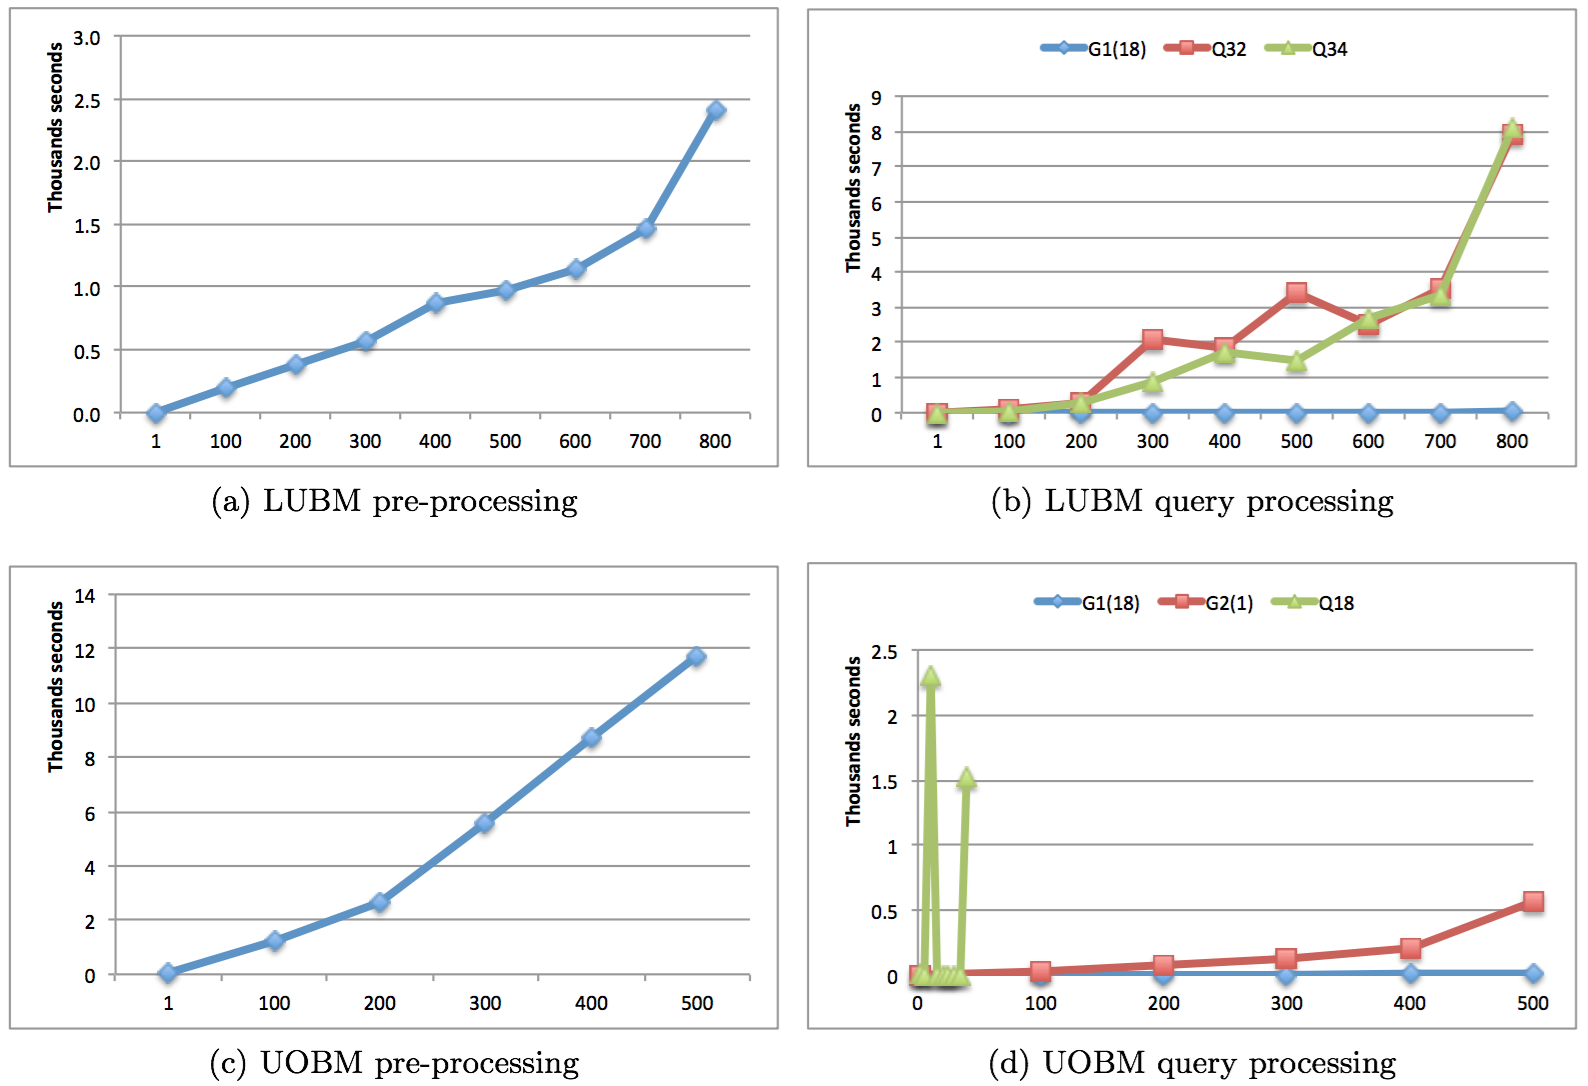 Thousands seconds
3.0
2.5
2.0
1.5
1.0
0.5
0.0
1 100 200 300 400 500 600 700 800
(a) LUBM pre-processing
G1(18) Q32 Q34
Thousands seconds
9
8
7
6
5
4
3
2
1
0
1 100 200 300 400 500 600 700 800
(b) LUBM query processing
Thousands seconds
14
12
10
8
6
4
2
0
1 100 200 300 400 500
(c) UOBM pre-processing
G1(18) G2(1) Q18
Thousands seconds
2.5
2
1.5
1
0.5
0
0 100 200 300 400 500
(d) UOBM query processing